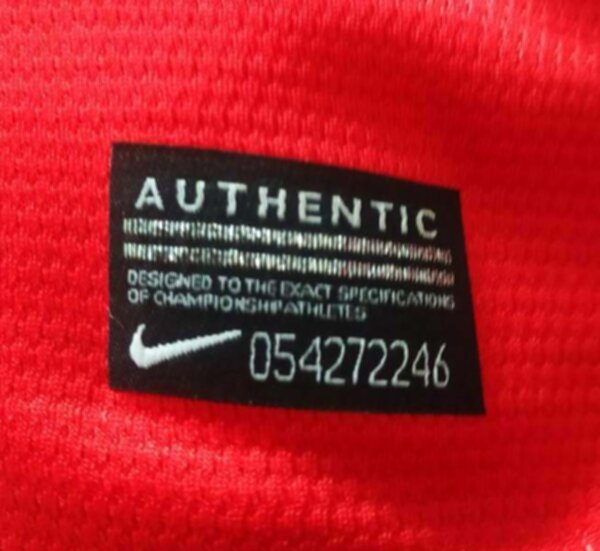 AUTHENTIC
DESIGNED TO THE EXACT SPECIFICATIONS
OF CHAMPIONSHIP ATHLETES
054272246